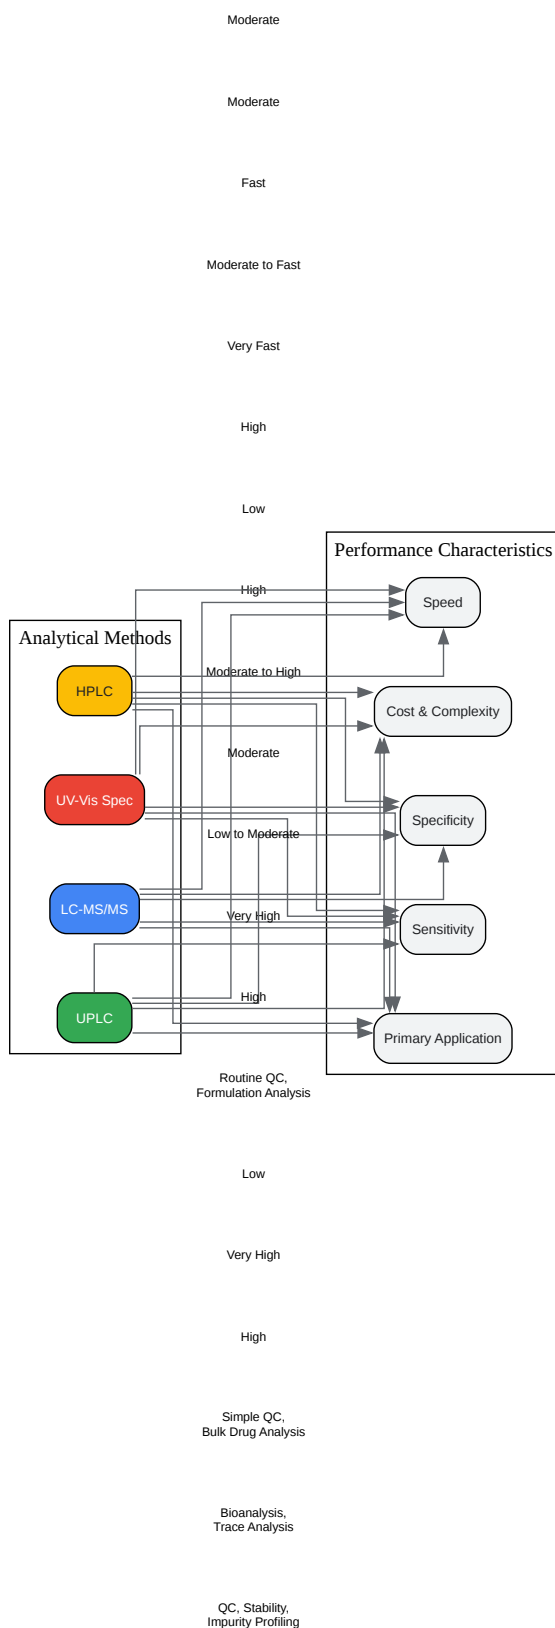 Moderate
Moderate
Fast
Moderate to Fast
Very Fast
High
Low
Performance Characteristics
High
Speed
Analytical Methods
Moderate to High
HPLC
Cost & Complexity
Moderate
UV-Vis Spec
Specificity
Low to Moderate
LC-MS/MS
Very High
Sensitivity
High
UPLC
Primary Application
Routine QC,
Formulation Analysis
Low
Very High
High
Simple QC,
Bulk Drug Analysis
Bioanalysis,
Trace Analysis
QC, Stability,
Impurity Profiling